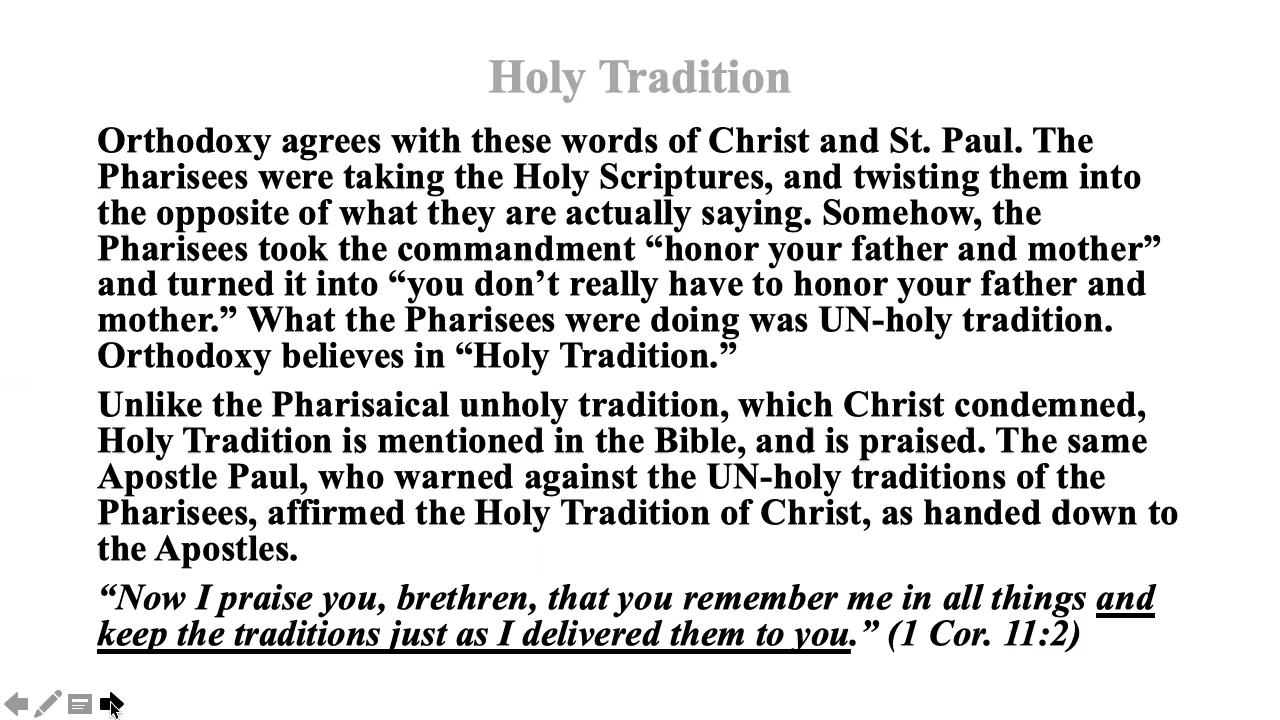 Holy Tradition
Orthodoxy agrees with these words of Christ and St. Paul. The
Pharisees were taking the Holy Scriptures, and twisting them into
the opposite of what they are actually saying. Somehow, the
Pharisees took the commandment “honor your father and mother”
and turned it into “you don’t really have to honor your father and
mother.” What the Pharisees were doing was UN-holy tradition.
Orthodoxy believes in “Holy Tradition.”
Unlike the Pharisaical unholy tradition, which Christ condemned,
Holy Tradition is mentioned in the Bible, and is praised. The same
Apostle Paul, who warned against the UN-holy traditions of the
Pharisees, affirmed the Holy Tradition of Christ, as handed down to
the Apostles.
“Now I praise you, brethren, that you remember me in all things and
keep the traditions just as I delivered them to you.” (1 Cor. 11:2)